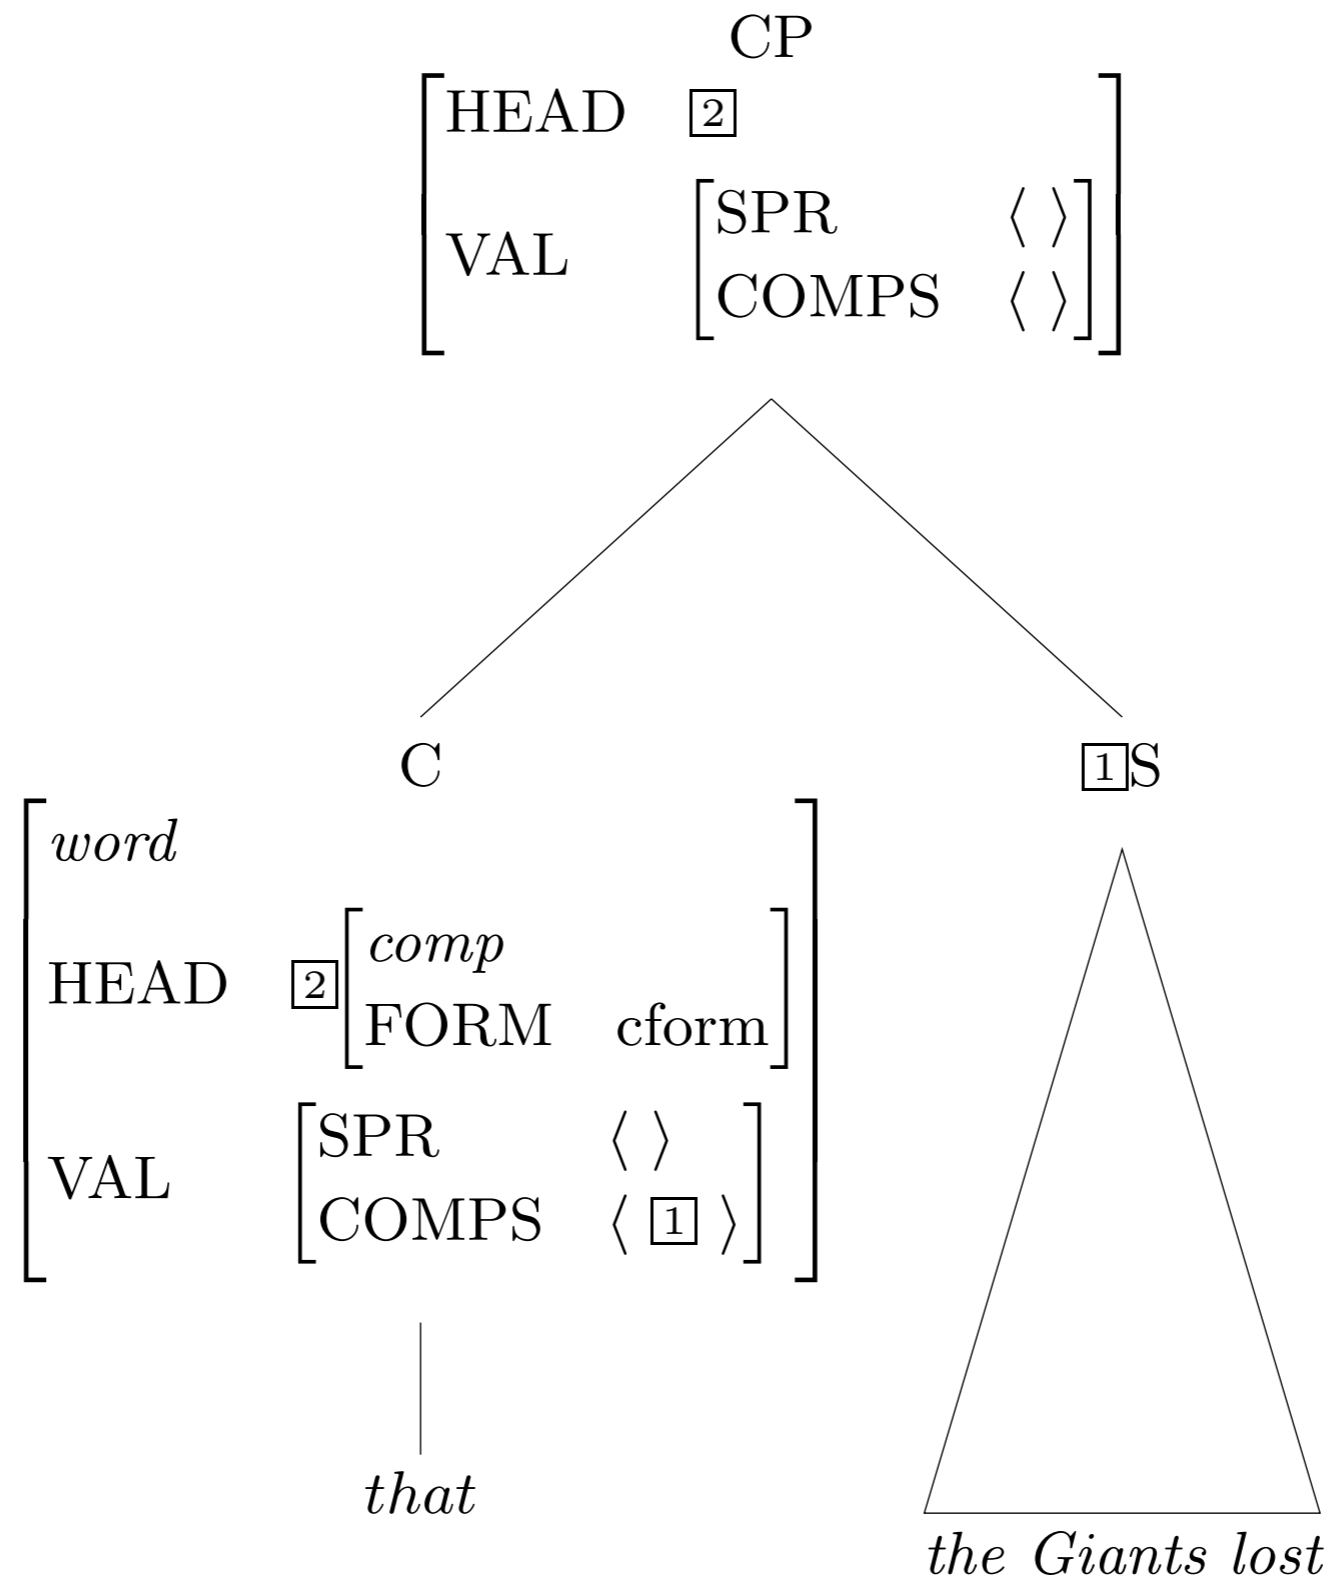 CP
HEAD 2
VAL
SPR ⟨ ⟩
COMPS ⟨ ⟩
C
1 S
word
HEAD 2
comp
FORM cform
VAL
SPR ⟨ ⟩
COMPS ⟨ 1 ⟩
that
the Giants lost